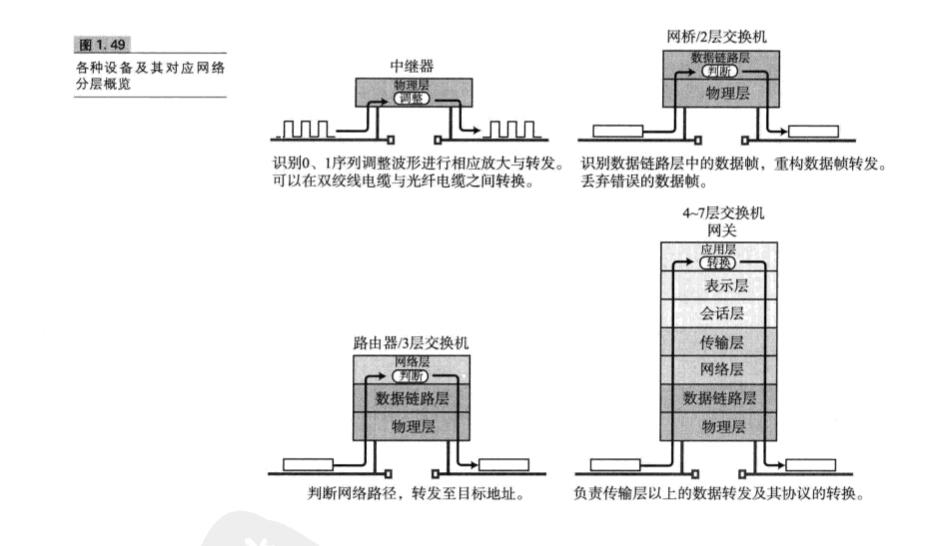 图1.49
各种设备及其对应网络
分层概览
中继器
物理层
调整
识别0、1序列调整波形进行相应放大与转发。
可以在双绞线电缆与光纤电缆之间转换。
网桥/2层交换机
数据链路层
判断
物理层
识别数据链路层中的数据帧，重构数据帧转发。
丢弃错误的数据帧。
路由器/3层交换机
网络层
判断
数据链路层
物理层
判断网络路径，转发至目标地址。
4~7层交换机
网关
应用层
转换
表示层
会话层
传输层
网络层
数据链路层
物理层
负责传输层以上的数据转发及其协议的转换。